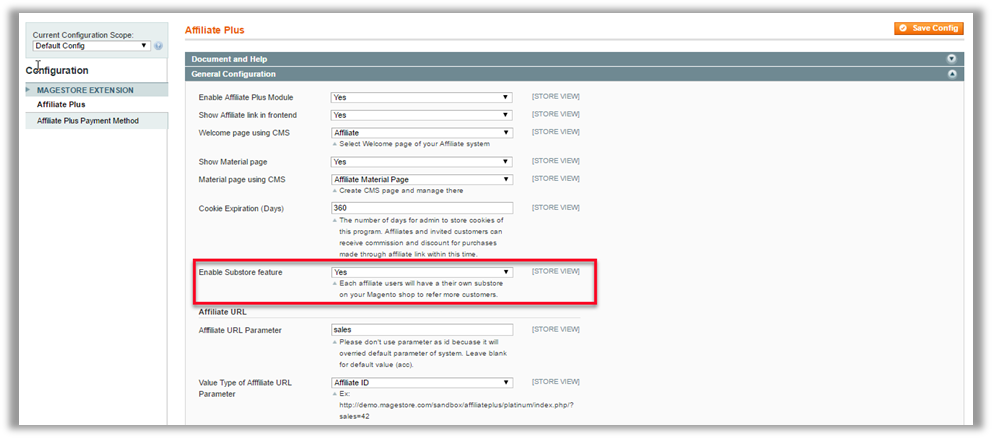 Current Configuration Scope:
Default Config
Configuration
MAGESTORE EXTENSION
Affiliate Plus
Affiliate Plus Payment Method
Affiliate Plus
Save Config
Document and Help
General Configuration
Enable Affiliate Plus Module Yes [STORE VIEW]
Show Affiliate link in frontend Yes [STORE VIEW]
Welcome page using CMS Affiliate [STORE VIEW]
Select Welcome page of your Affiliate system
Show Material page Yes [STORE VIEW]
Material page using CMS Affiliate Material Page [STORE VIEW]
Create CMS page and manage there
Cookie Expiration (Days) 360 [STORE VIEW]
The number of days for admin to store cookies of
this program. Affiliates and invited customers can
receive commission and discount for purchases
made through affiliate link within this time.
Enable Substore feature Yes [STORE VIEW]
Each affiliate users will have a their own substore
on your Magento shop to refer more customers.
Affiliate URL
Affiliate URL Parameter sales [STORE VIEW]
Please don't use parameter as id becuase it will
overried default parameter of system. Leave blank
for default value (acc).
Value Type of Afffiliate URL Affiliate ID [STORE VIEW]
Parameter Ex:
http://demo.magestore.com/sandbox/affiliateplus/platinum/index.php/?
sales=42